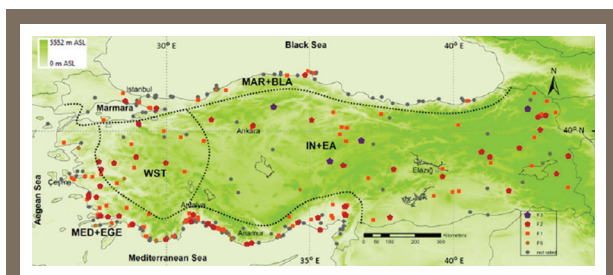 5552 m ASL
0 m ASL
30° E
Black Sea
40° E
N
Istanbul
MAR+BLA
Marmara
Ankara
40° N
IN+EA
Aegean Sea
Çeşme
WST
Elazığ
Antalya
MED+EGE
Anamur
Mediterranean Sea
35° E
0 50 100 200 300
Kilometers
F3
F2
F1
F0
not rated